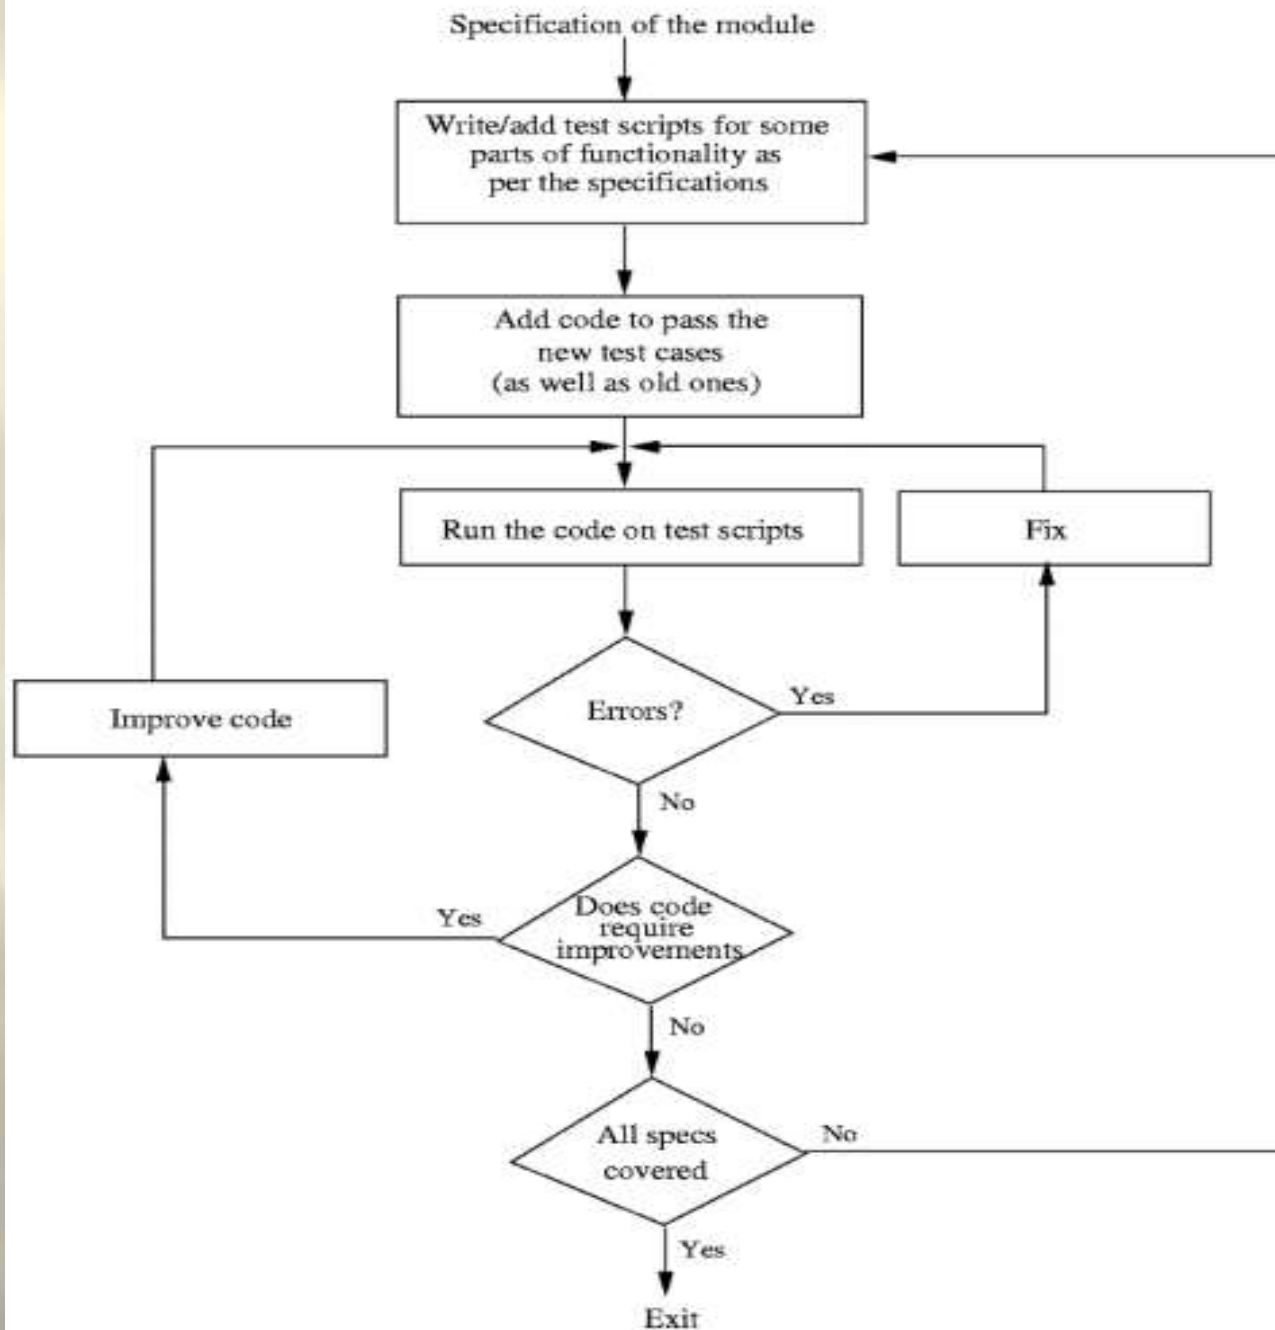 Specification of the module
Write/add test scripts for some
parts of functionality as
per the specifications
Add code to pass the
new test cases
(as well as old ones)
Run the code on test scripts
Fix
Improve code
Errors?
Yes
No
Does code
require
improvements
Yes
No
All specs
covered
No
Yes
Exit